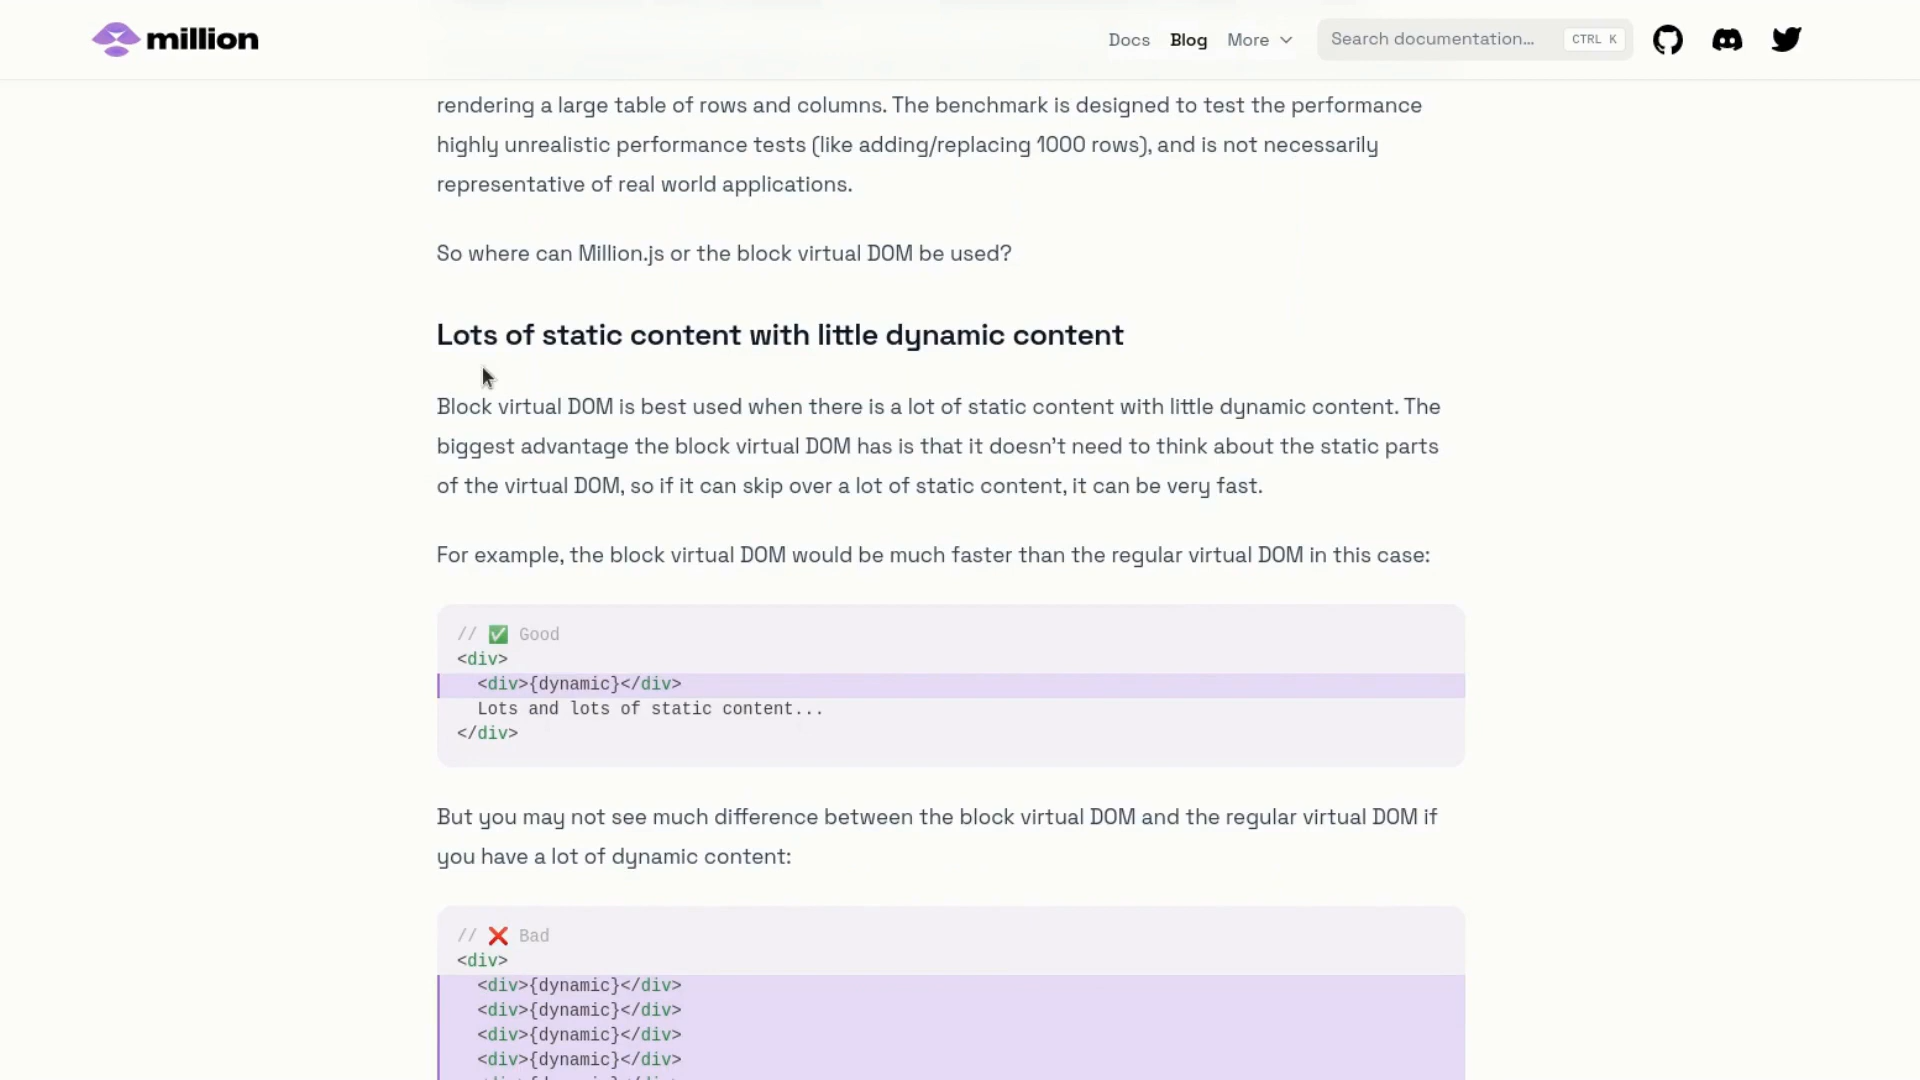 million
Docs Blog More Search documentation... CTRL K
rendering a large table of rows and columns. The benchmark is designed to test the performance
highly unrealistic performance tests (like adding/replacing 1000 rows), and is not necessarily
representative of real world applications.
So where can Million.js or the block virtual DOM be used?
Lots of static content with little dynamic content
Block virtual DOM is best used when there is a lot of static content with little dynamic content. The
biggest advantage the block virtual DOM has is that it doesn’t need to think about the static parts
of the virtual DOM, so if it can skip over a lot of static content, it can be very fast.
For example, the block virtual DOM would be much faster than the regular virtual DOM in this case:
// ✅ Good
<div>
  <div>{dynamic}</div>
  Lots and lots of static content...
</div>
But you may not see much difference between the block virtual DOM and the regular virtual DOM if
you have a lot of dynamic content:
// ❌ Bad
<div>
  <div>{dynamic}</div>
  <div>{dynamic}</div>
  <div>{dynamic}</div>
  <div>{dynamic}</div>